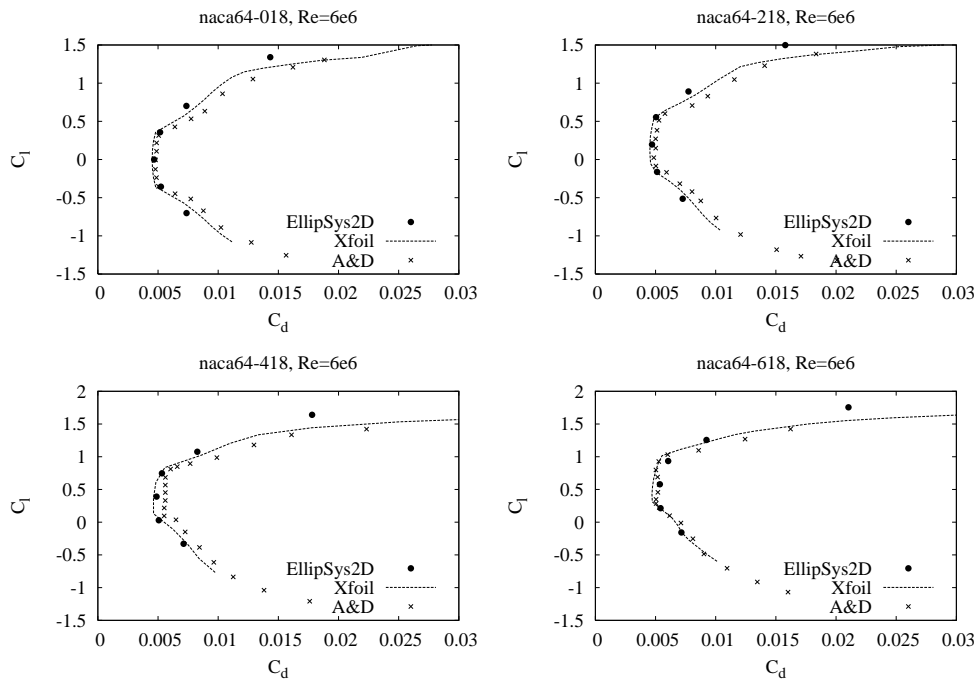 naca64-018, Re=6e6
1.5
1
0.5
0
-0.5
-1
-1.5
C_l
EllipSys2D
Xfoil
A&D
0 0.005 0.01 0.015 0.02 0.025 0.03
C_d
naca64-218, Re=6e6
1.5
1
0.5
0
-0.5
-1
-1.5
C_l
EllipSys2D
Xfoil
A&D
0 0.005 0.01 0.015 0.02 0.025 0.03
C_d
naca64-418, Re=6e6
2
1.5
1
0.5
0
-0.5
-1
-1.5
C_l
EllipSys2D
Xfoil
A&D
0 0.005 0.01 0.015 0.02 0.025 0.03
C_d
naca64-618, Re=6e6
2
1.5
1
0.5
0
-0.5
-1
-1.5
C_l
EllipSys2D
Xfoil
A&D
0 0.005 0.01 0.015 0.02 0.025 0.03
C_d